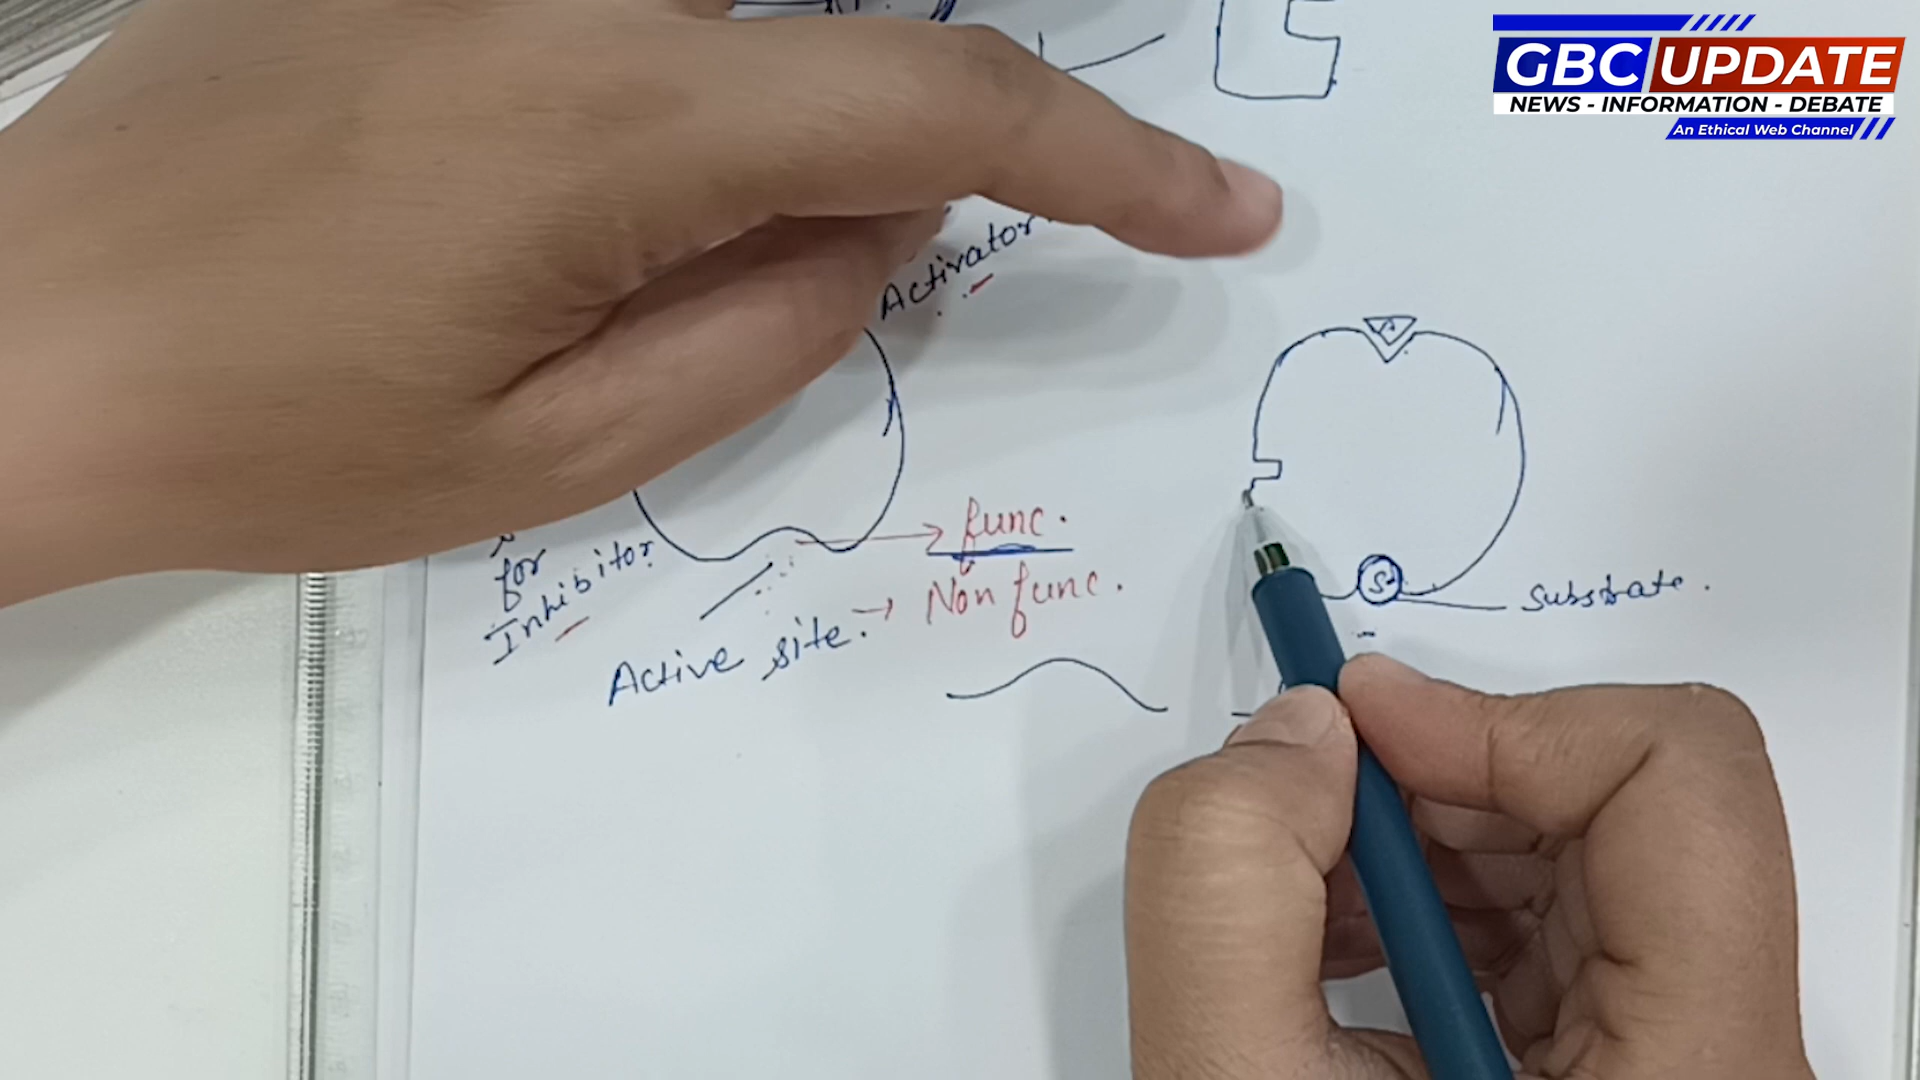 GBC UPDATE
NEWS - INFORMATION - DEBATE
An Ethical Web Channel
Activator
func.
Non func.
for
Inhibitor
Active site.
S
Substrate.